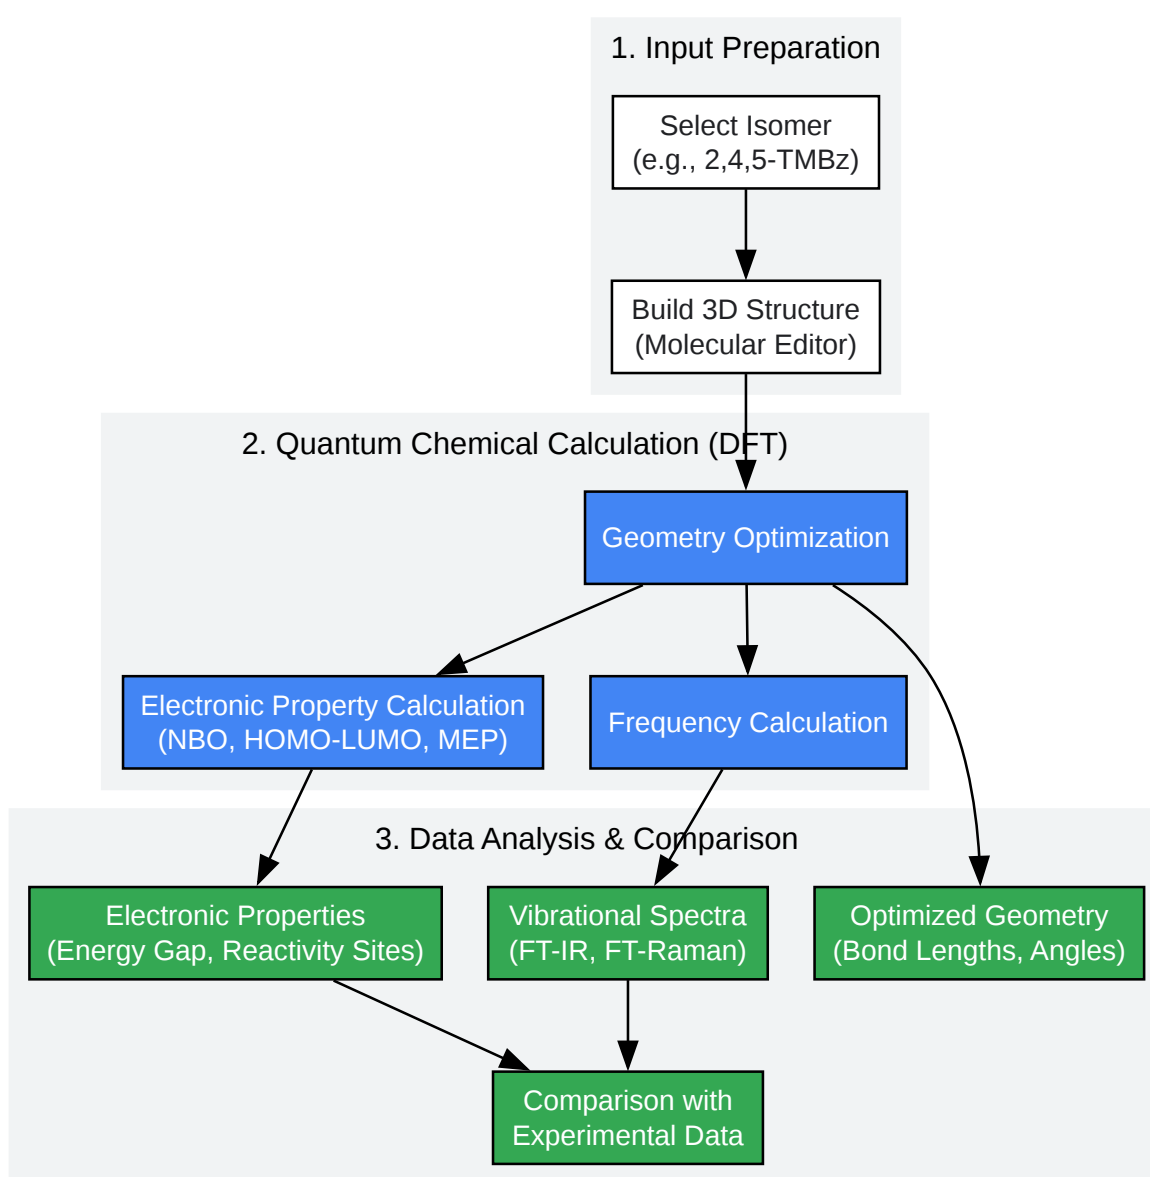 1. Input Preparation
Select Isomer
(e.g., 2,4,5-TMBz)
Build 3D Structure
(Molecular Editor)
2. Quantum Chemical Calculation (DFT)
Geometry Optimization
Electronic Property Calculation
(NBO, HOMO-LUMO, MEP)
Frequency Calculation
3. Data Analysis & Comparison
Electronic Properties
(Energy Gap, Reactivity Sites)
Vibrational Spectra
(FT-IR, FT-Raman)
Optimized Geometry
(Bond Lengths, Angles)
Comparison with
Experimental Data